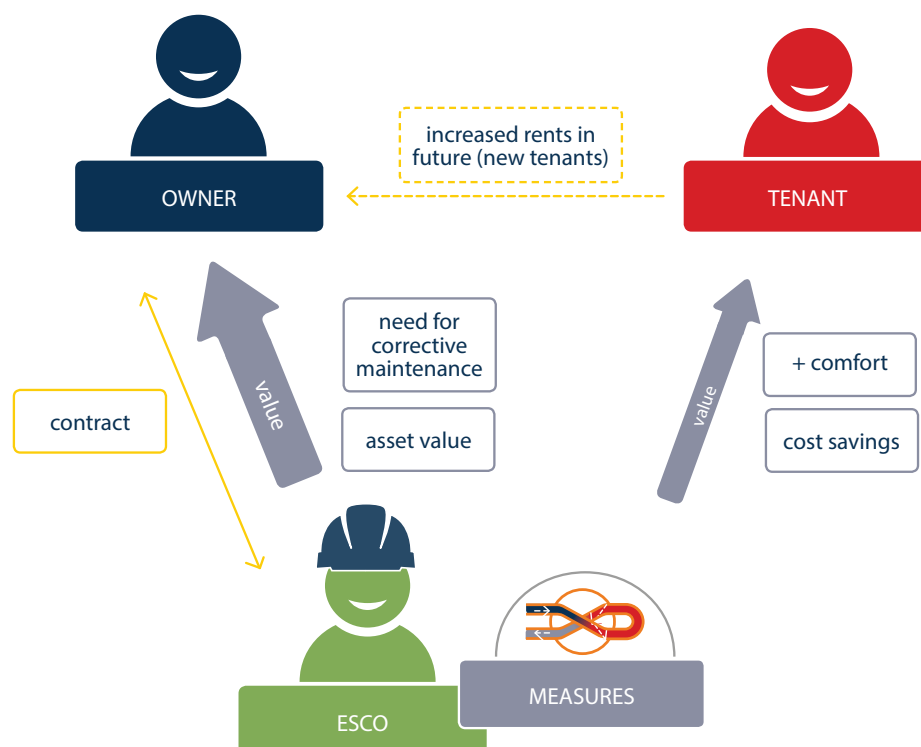 increased rents in
future (new tenants)
OWNER
TENANT
need for
corrective
maintenance
value
asset value
contract
value
+ comfort
cost savings
ESCO
MEASURES